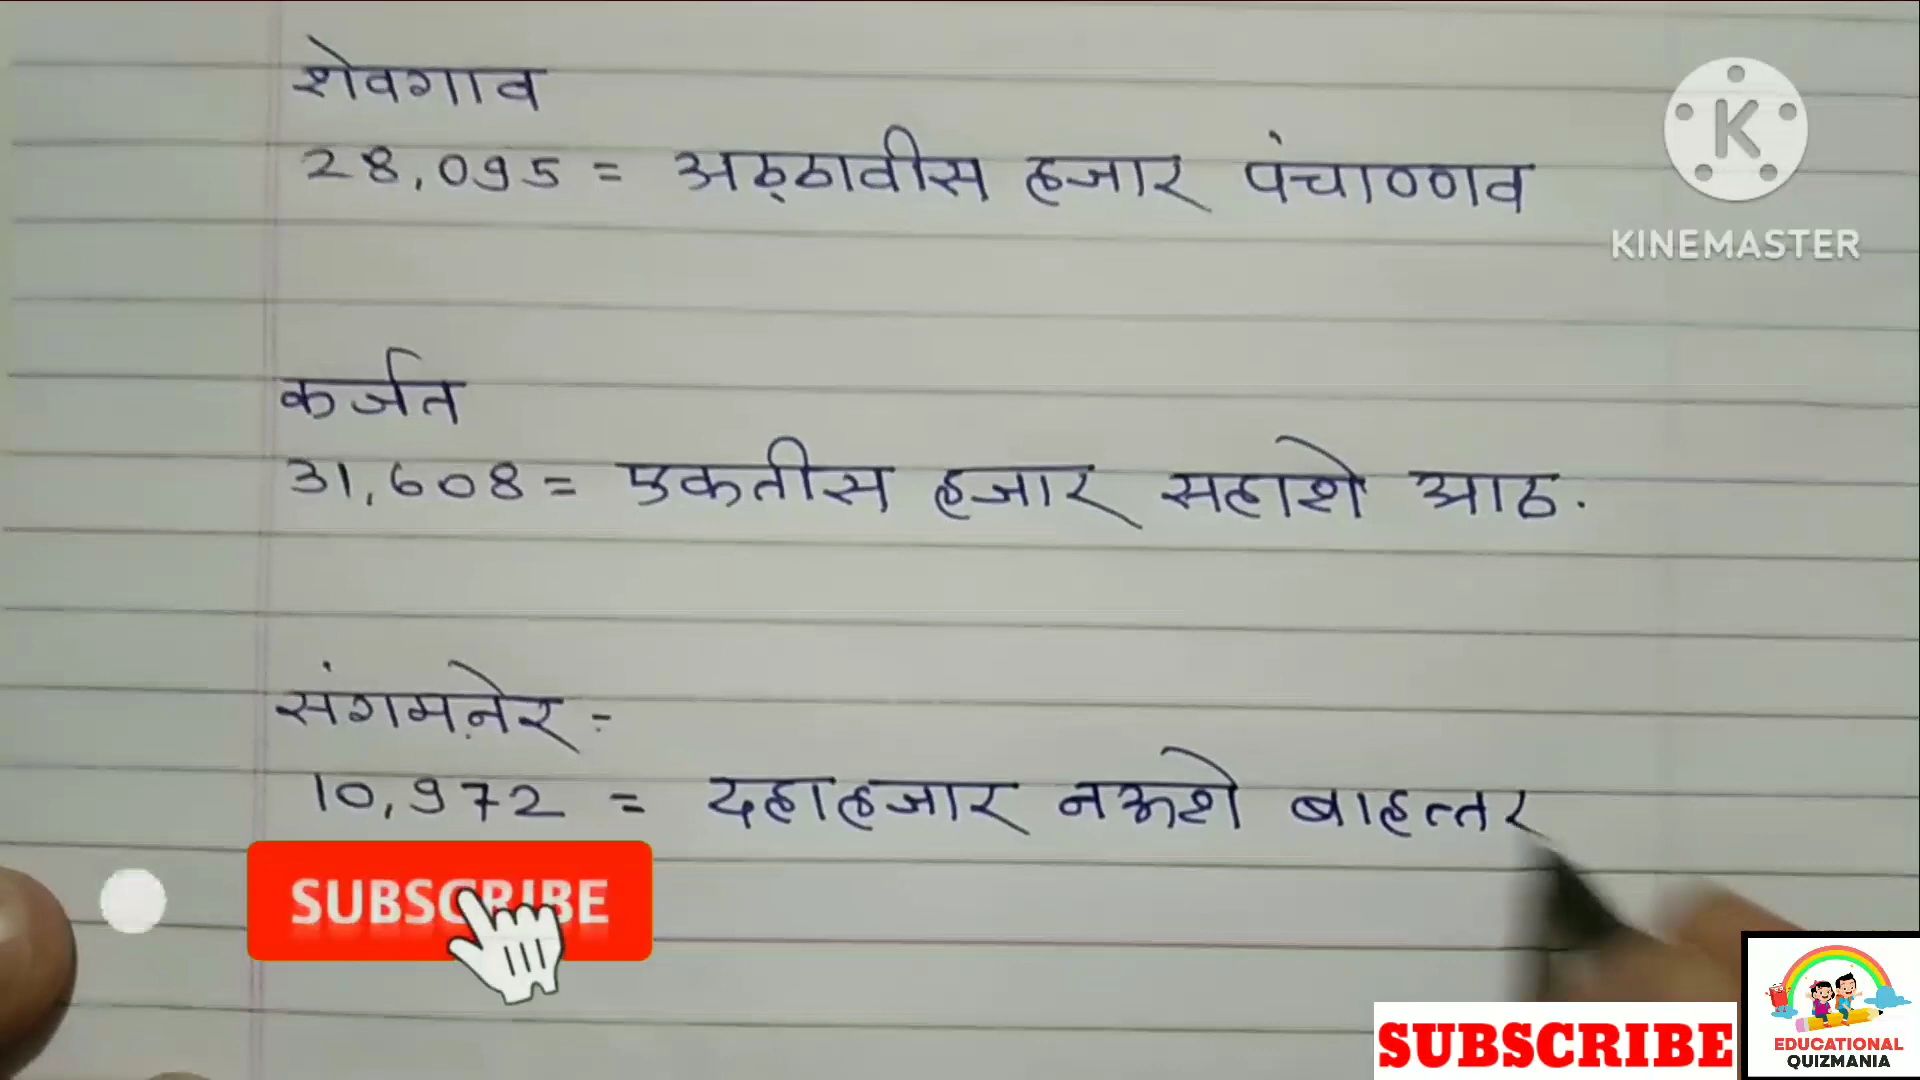 शेवगाव
28,095 = अठ्ठावीस हजार पंचाण्णव
K
KINEMASTER
कर्जत
31,608 = एकतीस हजार सहाशे आठ.
संगमनेर :-
10,972 = दहाहजार नऊशे बाहत्तर
SUBSCRIBE
SUBSCRIBE
EDUCATIONAL
QUIZMANIA